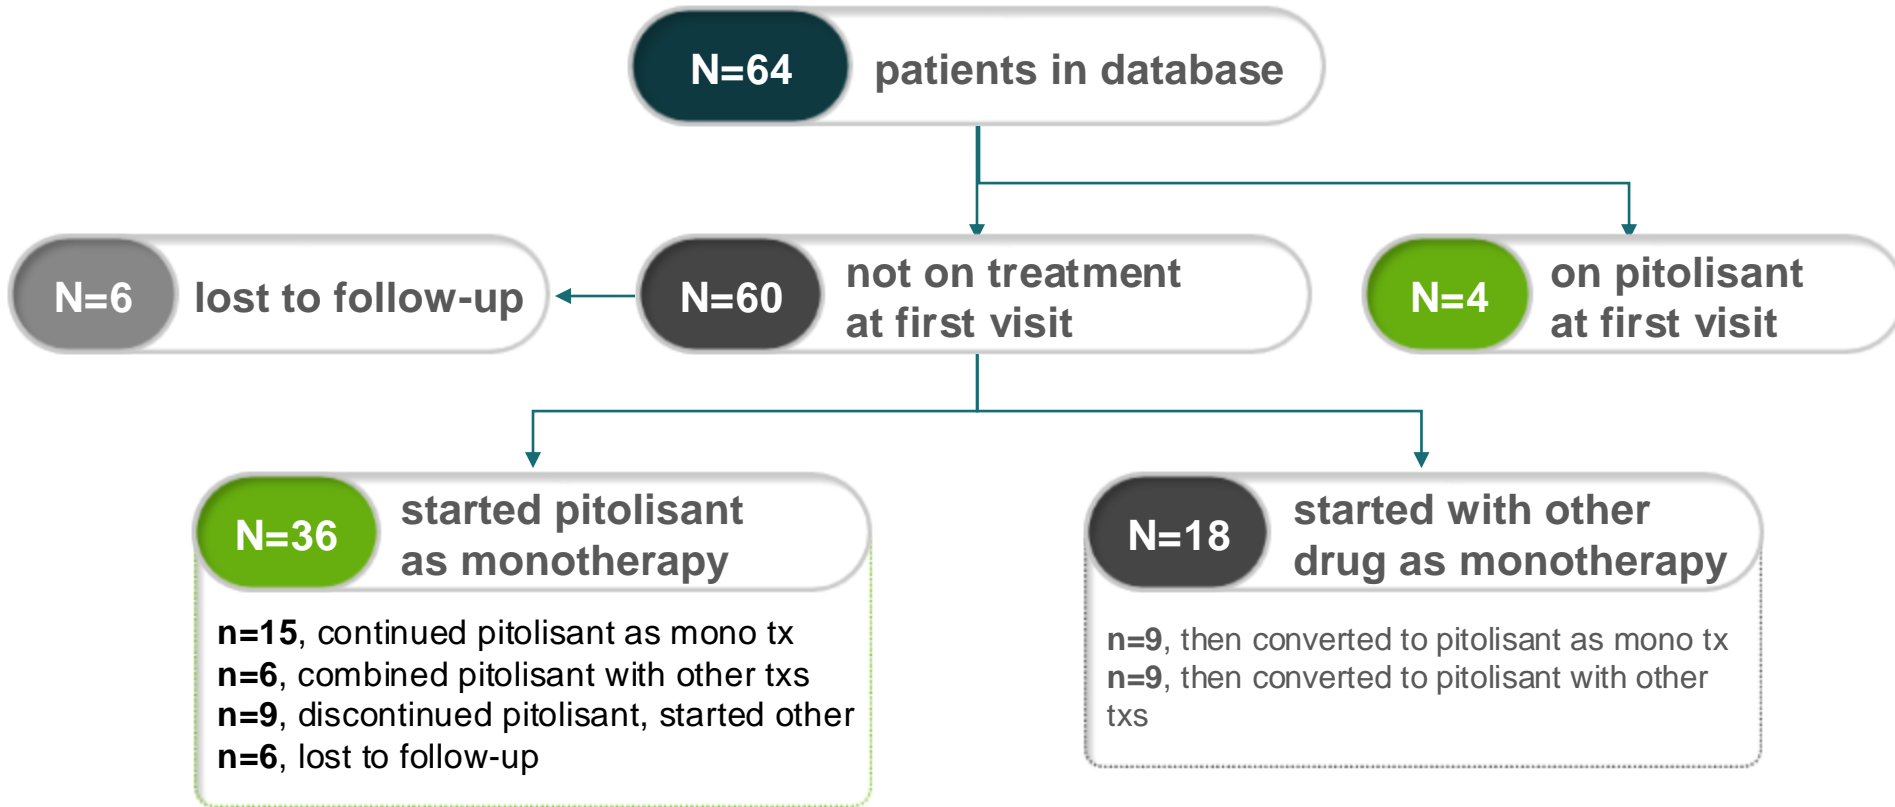 N=64 patients in database
N=6 lost to follow-up
N=60 not on treatment
at first visit
N=4 on pitolisant
at first visit
N=36 started pitolisant
as monotherapy
n=15, continued pitolisant as mono tx
n=6, combined pitolisant with other txs
n=9, discontinued pitolisant, started other
n=6, lost to follow-up
N=18 started with other
drug as monotherapy
n=9, then converted to pitolisant as mono tx
n=9, then converted to pitolisant with other
txs